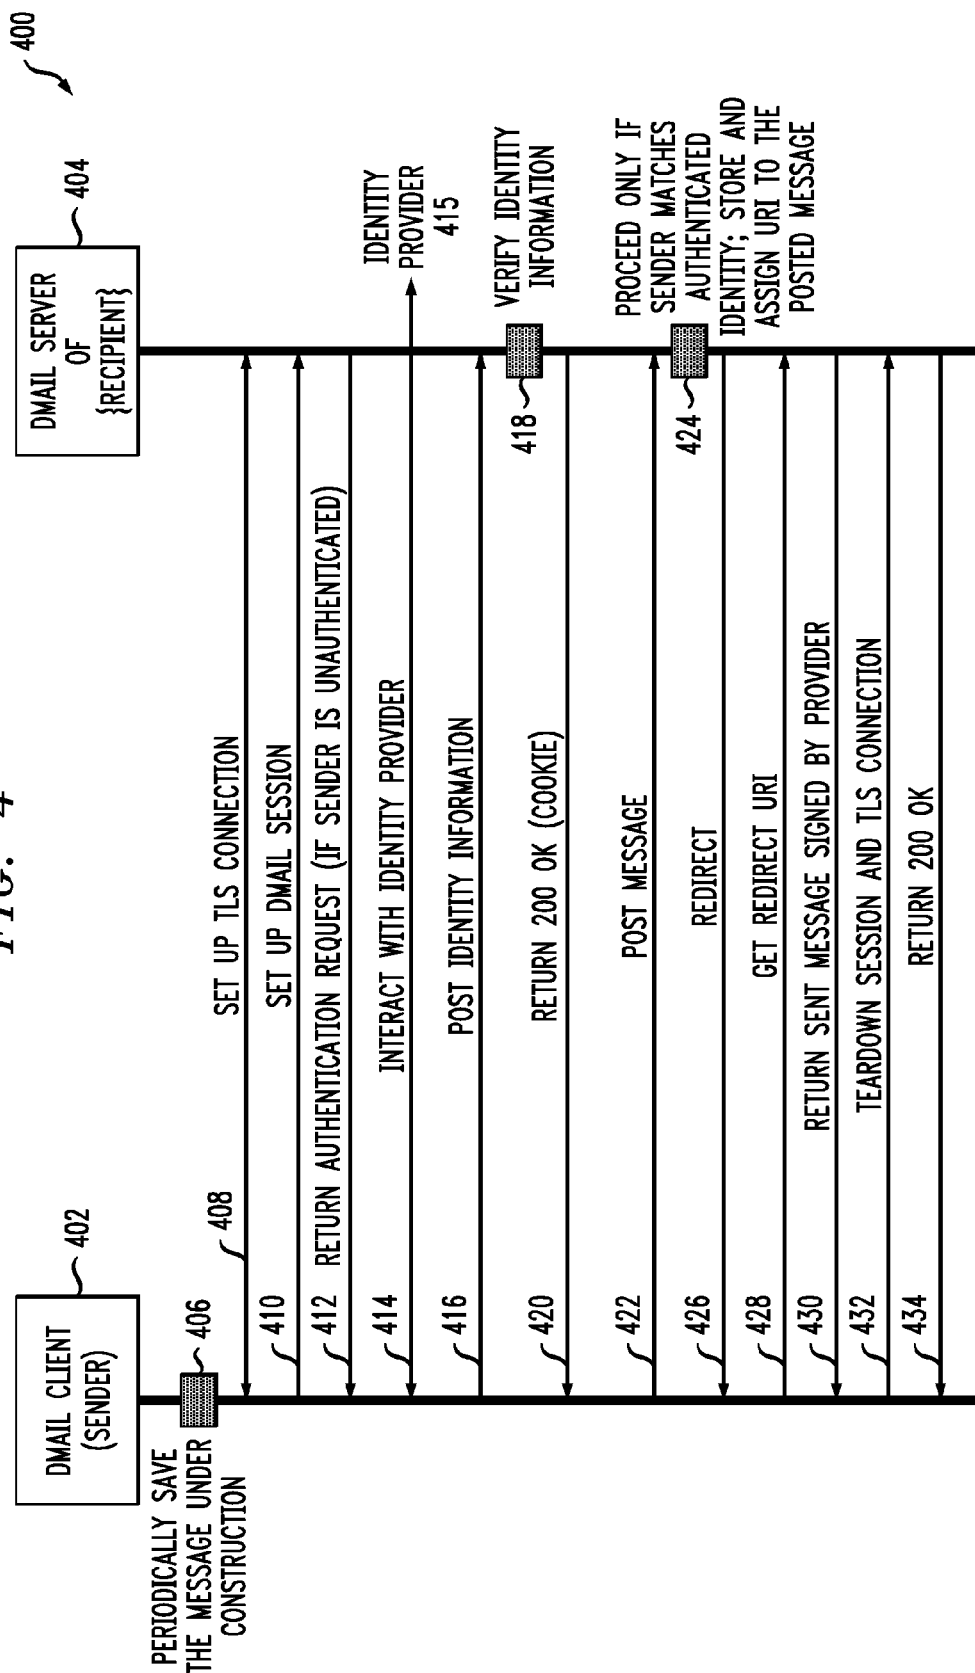 FIG. 4
400
DMAIL CLIENT
(SENDER)
402
DMAIL SERVER
OF
{RECIPIENT}
404
PERIODICALLY SAVE
THE MESSAGE UNDER
CONSTRUCTION
406
408
SET UP TLS CONNECTION
410
SET UP DMAIL SESSION
412
RETURN AUTHENTICATION REQUEST (IF SENDER IS UNAUTHENTICATED)
414
INTERACT WITH IDENTITY PROVIDER
IDENTITY
PROVIDER
415
416
POST IDENTITY INFORMATION
418
VERIFY IDENTITY
INFORMATION
420
RETURN 200 OK (COOKIE)
422
POST MESSAGE
424
PROCEED ONLY IF
SENDER MATCHES
AUTHENTICATED
IDENTITY; STORE AND
ASSIGN URI TO THE
POSTED MESSAGE
426
REDIRECT
428
GET REDIRECT URI
430
RETURN SENT MESSAGE SIGNED BY PROVIDER
432
TEARDOWN SESSION AND TLS CONNECTION
434
RETURN 200 OK